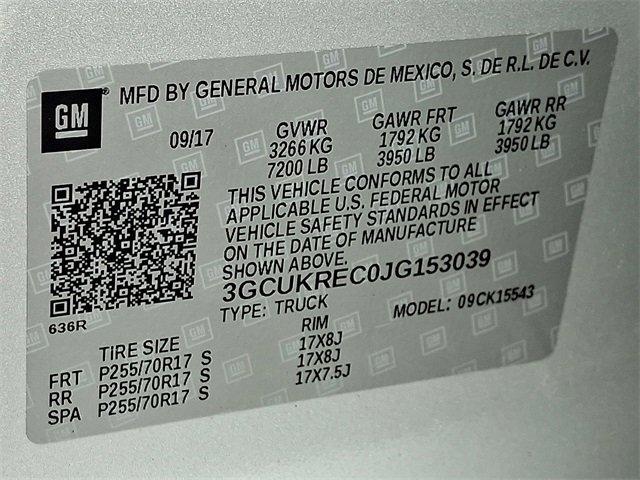 GM ® MFD BY GENERAL MOTORS DE MEXICO, S. DE R.L. DE C.V.
09/17 GVWR GAWR FRT GAWR RR
3266 KG 1792 KG 1792 KG
7200 LB 3950 LB 3950 LB
THIS VEHICLE CONFORMS TO ALL
APPLICABLE U.S. FEDERAL MOTOR
VEHICLE SAFETY STANDARDS IN EFFECT
ON THE DATE OF MANUFACTURE
SHOWN ABOVE.
3GCUKREC0JG153039
636R
TYPE: TRUCK MODEL: 09CK15543
TIRE SIZE RIM
FRT P255/70R17 S 17X8J
RR P255/70R17 S 17X8J
SPA P255/70R17 S 17X7.5J